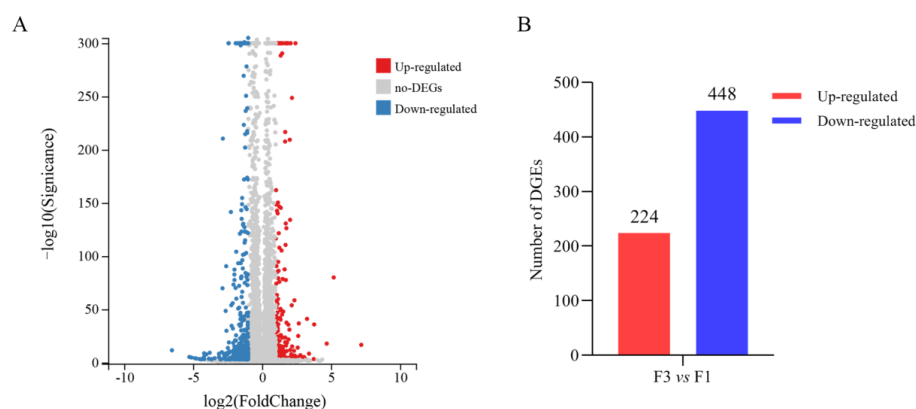 A
300
250
200
150
100
50
0
-10
-5
0
5
10
−log10(Signicance)
log2(FoldChange)
Up-regulated
no-DEGs
Down-regulated
B
500
400
300
200
100
0
Number of DGEs
224
448
F3 vs F1
Up-regulated
Down-regulated